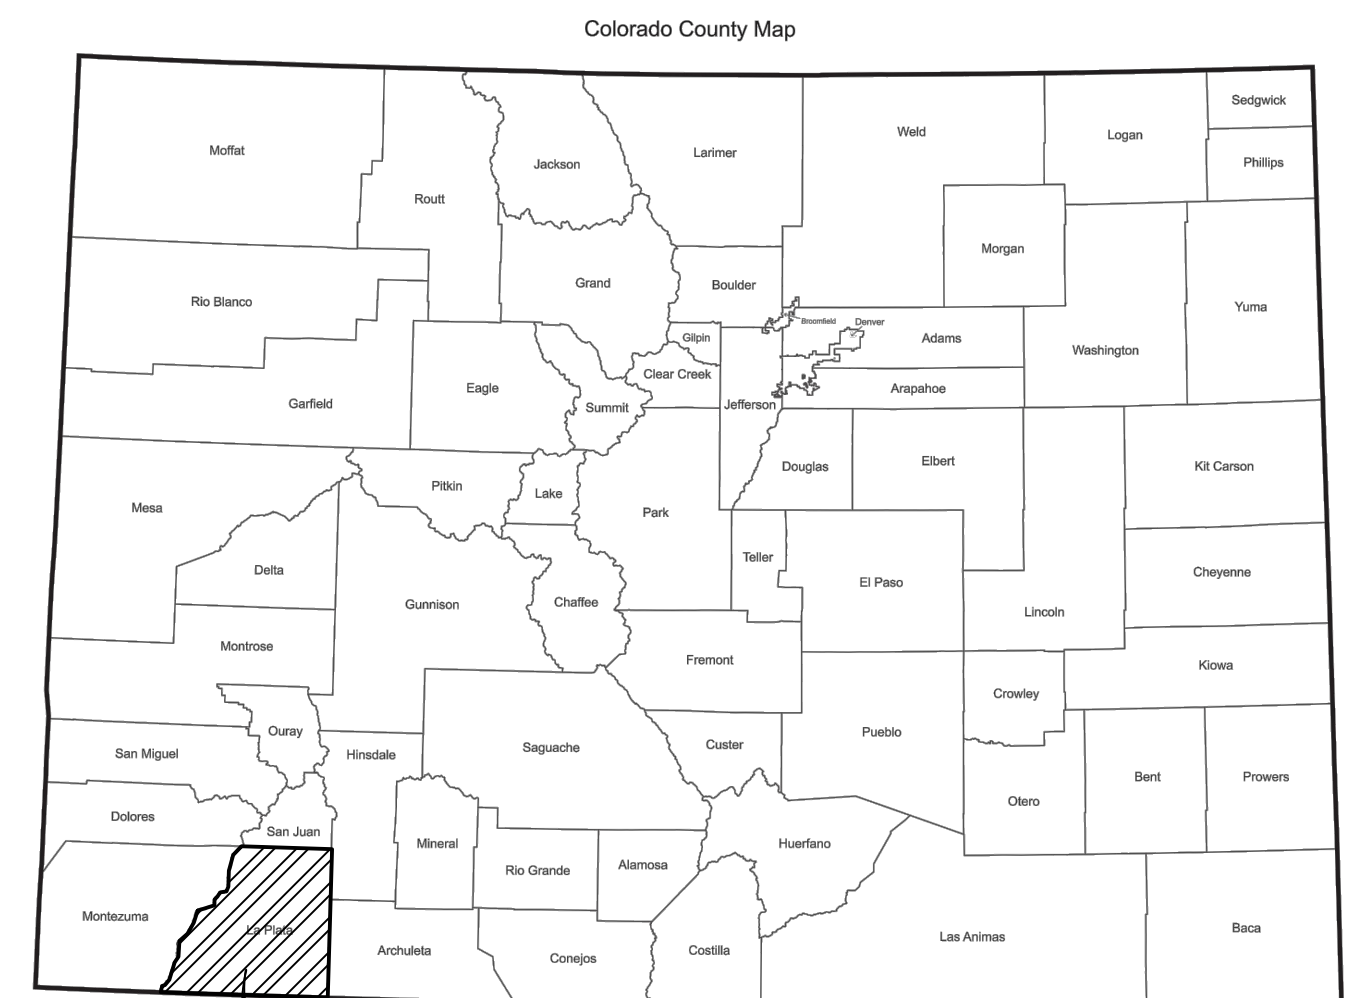 Colorado County Map
Sedgwick
Weld
Logan
Moffat
Larimer
Jackson
Phillips
Routt
Morgan
Grand
Boulder
Rio Blanco
Yuma
Broomfield
Denver
Gilpin
Adams
Washington
Clear Creek
Eagle
Arapahoe
Garfield
Summit
Jefferson
Douglas
Elbert
Kit Carson
Pitkin
Lake
Mesa
Park
Teller
Delta
Cheyenne
El Paso
Gunnison
Chaffee
Lincoln
Montrose
Fremont
Kiowa
Crowley
Ouray
Pueblo
San Miguel
Hinsdale
Saguache
Custer
Bent
Prowers
Otero
Dolores
San Juan
Mineral
Huerfano
Rio Grande
Alamosa
Montezuma
La Plata
Baca
Archuleta
Conejos
Costilla
Las Animas